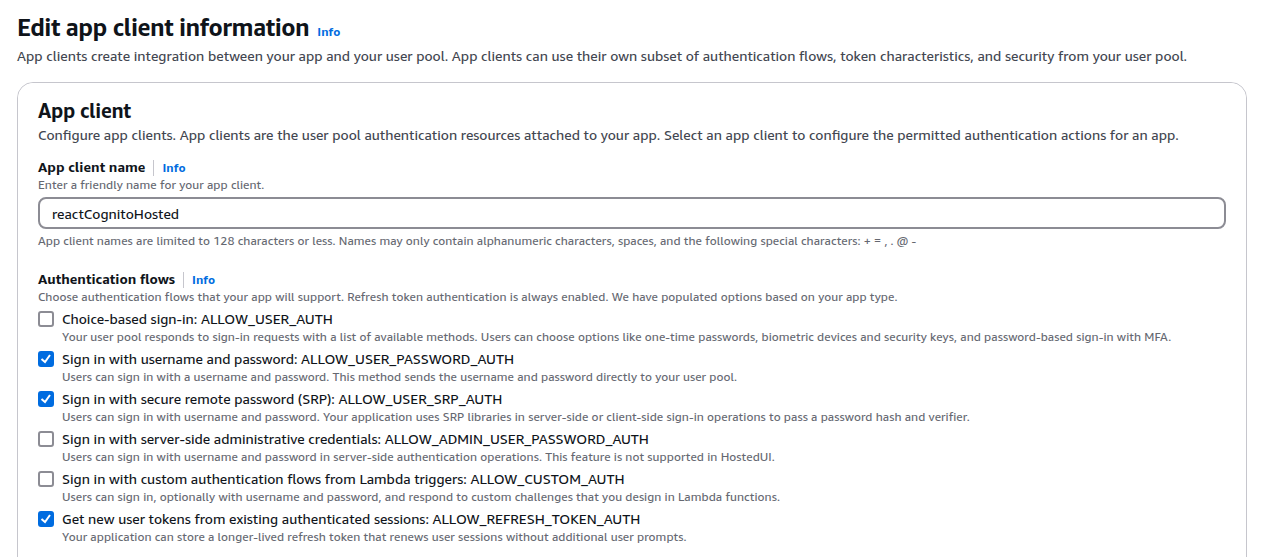 Edit app client information Info
App clients create integration between your app and your user pool. App clients can use their own subset of authentication flows, token characteristics, and security from your user pool.
App client
Configure app clients. App clients are the user pool authentication resources attached to your app. Select an app client to configure the permitted authentication actions for an app.
App client name Info
Enter a friendly name for your app client.
reactCognitoHosted
App client names are limited to 128 characters or less. Names may only contain alphanumeric characters, spaces, and the following special characters: + = , . @ -
Authentication flows Info
Choose authentication flows that your app will support. Refresh token authentication is always enabled. We have populated options based on your app type.
Choice-based sign-in: ALLOW_USER_AUTH
Your user pool responds to sign-in requests with a list of available methods. Users can choose options like one-time passwords, biometric devices and security keys, and password-based sign-in with MFA.
Sign in with username and password: ALLOW_USER_PASSWORD_AUTH
Users can sign in with a username and password. This method sends the username and password directly to your user pool.
Sign in with secure remote password (SRP): ALLOW_USER_SRP_AUTH
Users can sign in with username and password. Your application uses SRP libraries in server-side or client-side sign-in operations to pass a password hash and verifier.
Sign in with server-side administrative credentials: ALLOW_ADMIN_USER_PASSWORD_AUTH
Users can sign in with username and password in server-side authentication operations. This feature is not supported in HostedUI.
Sign in with custom authentication flows from Lambda triggers: ALLOW_CUSTOM_AUTH
Users can sign in, optionally with username and password, and respond to custom challenges that you design in Lambda functions.
Get new user tokens from existing authenticated sessions: ALLOW_REFRESH_TOKEN_AUTH
Your application can store a longer-lived refresh token that renews user sessions without additional user prompts.